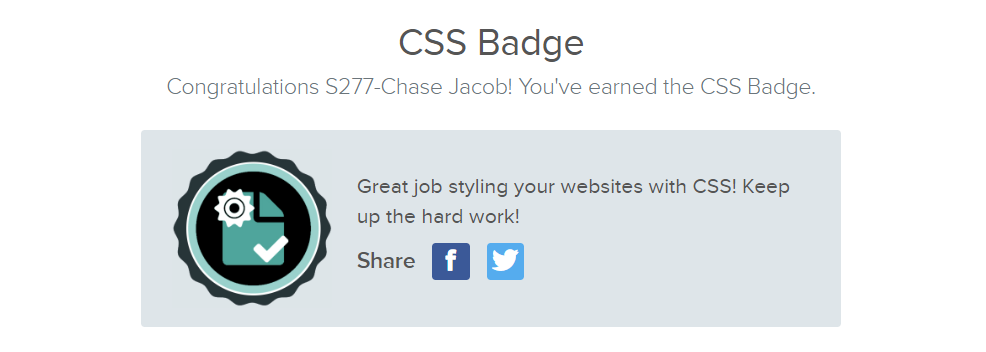 CSS Badge
Congratulations S277-Chase Jacob! You've earned the CSS Badge.
Great job styling your websites with CSS! Keep
up the hard work!
Share